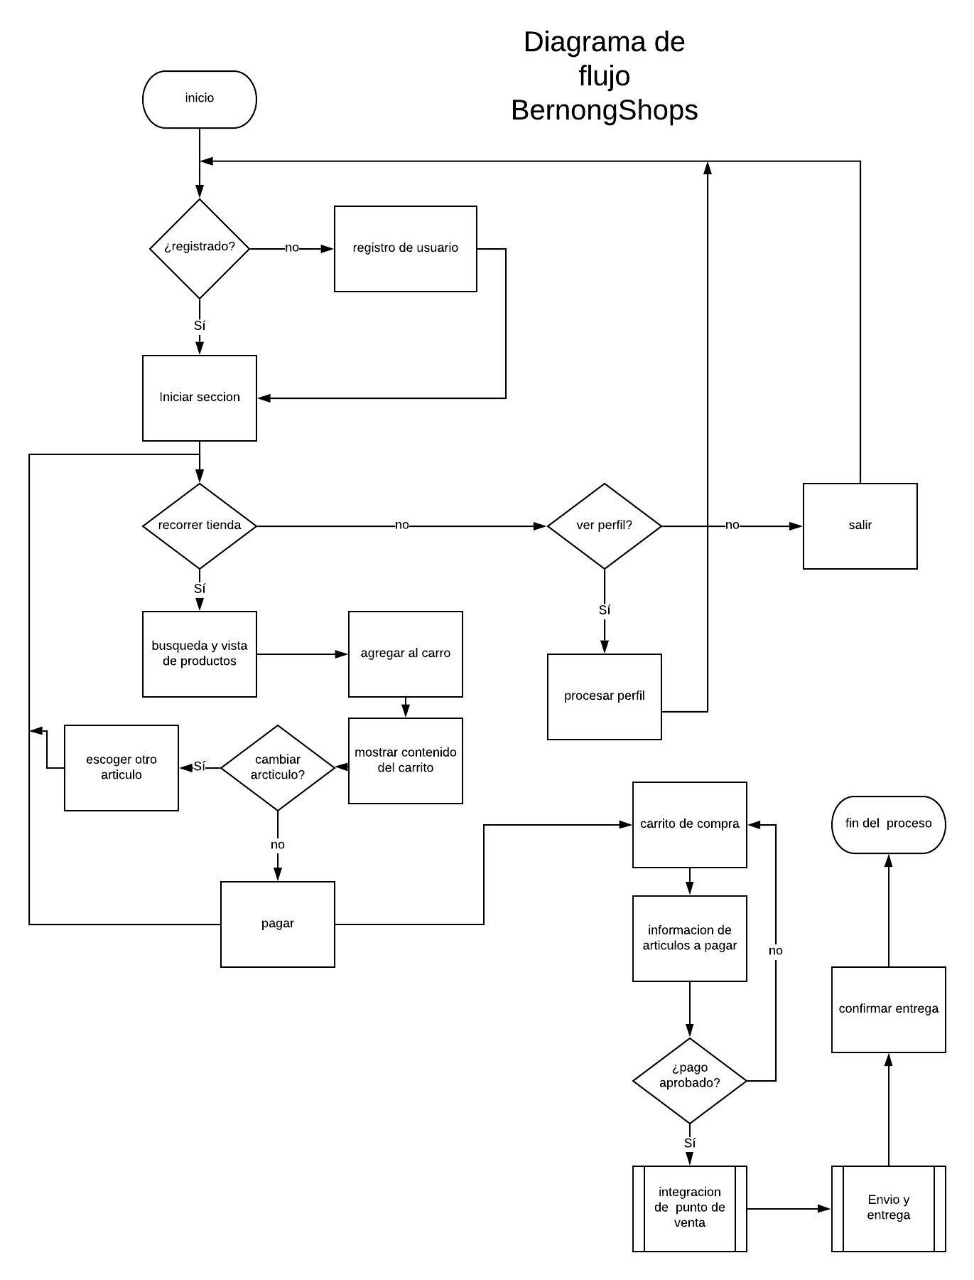 Diagrama de
flujo
BernongShops
inicio
¿registrado?
no
registro de usuario
Sí
Iniciar seccion
recorrer tienda
no
ver perfil?
no
salir
Sí
Sí
busqueda y vista
de productos
agregar al carro
procesar perfil
mostrar contenido
del carrito
cambiar
arcticulo?
Sí
escoger otro
articulo
no
pagar
carrito de compra
informacion de
articulos a pagar
no
¿pago
aprobado?
Sí
integracion
de  punto de
venta
Envio y
entrega
confirmar entrega
fin del  proceso